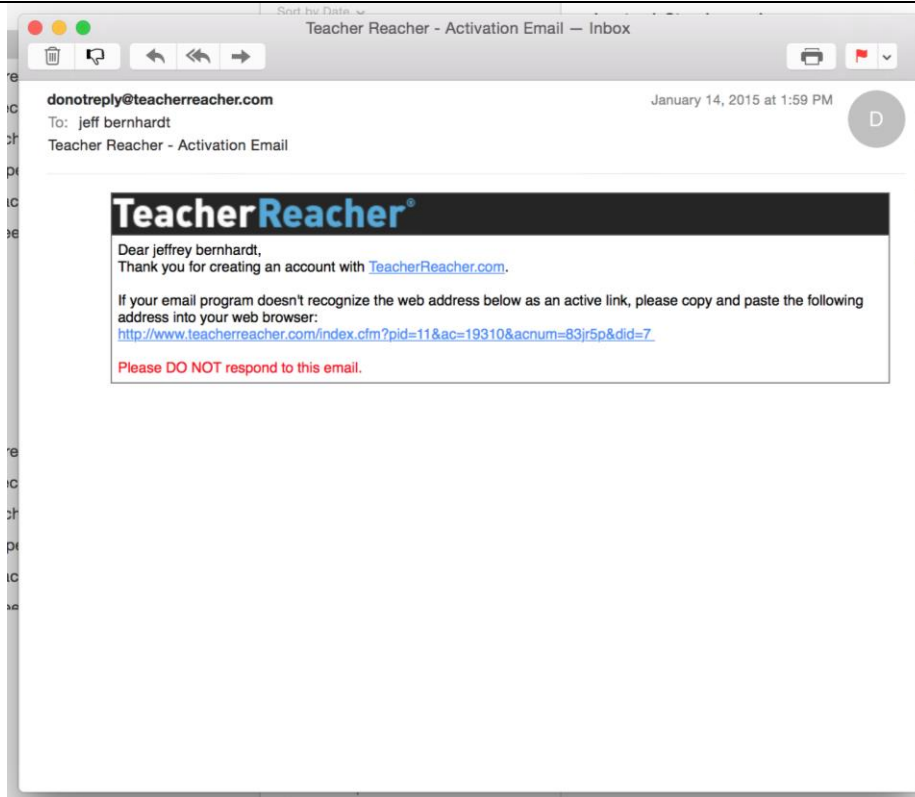 Sort by Date
Teacher Reacher - Activation Email — Inbox
donotreply@teacherreacher.com
January 14, 2015 at 1:59 PM
D
To: jeff bernhardt
Teacher Reacher - Activation Email
TeacherReacher®
Dear jeffrey bernhardt,
Thank you for creating an account with TeacherReacher.com.
If your email program doesn't recognize the web address below as an active link, please copy and paste the following
address into your web browser:
http://www.teacherreacher.com/index.cfm?pid=11&ac=19310&acnum=83jr5p&did=7
Please DO NOT respond to this email.